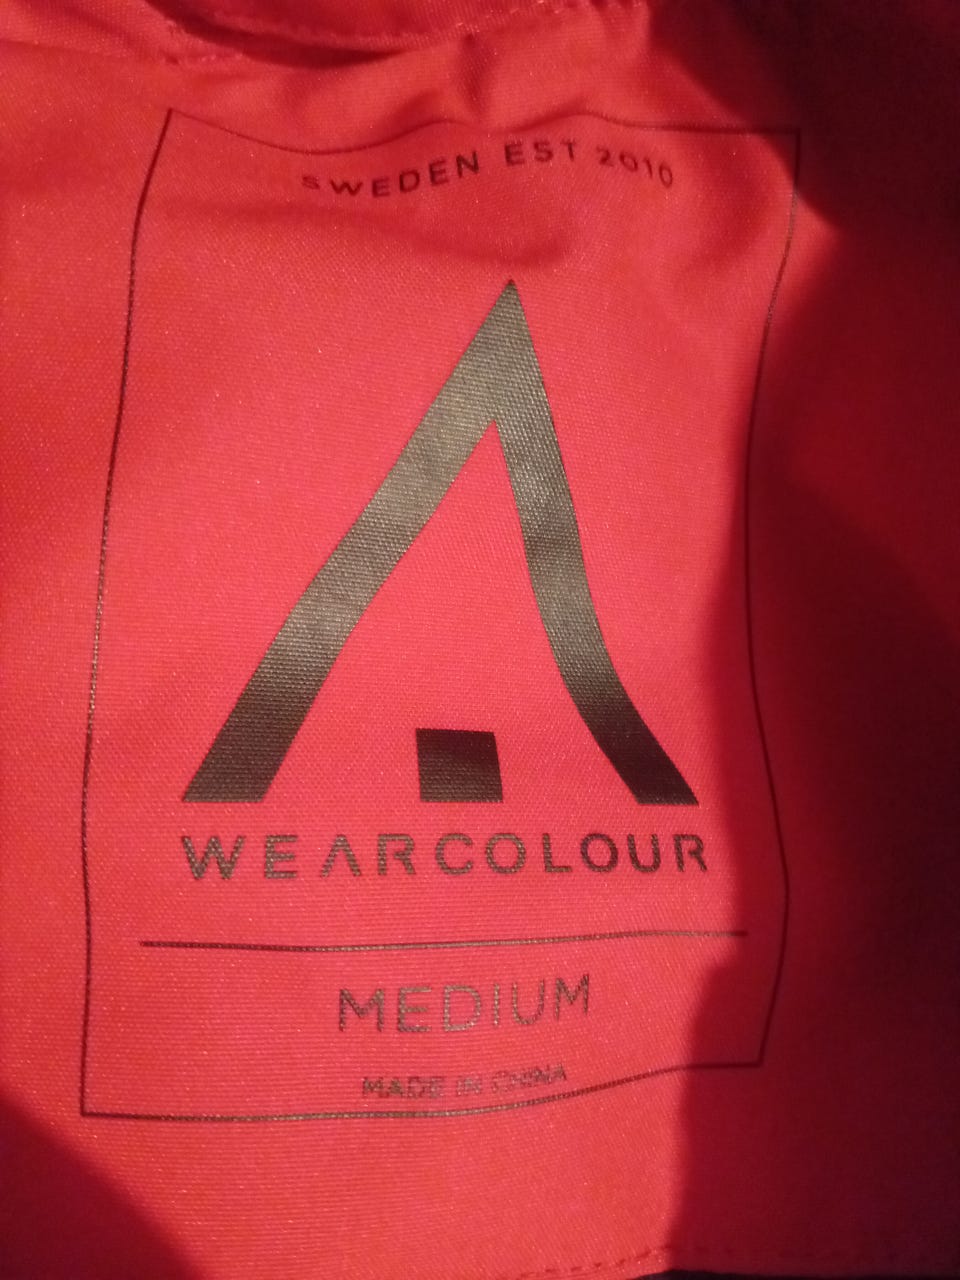 SWEDEN EST 2010
WEARCOLOUR
MEDIUM
MADE IN CHINA